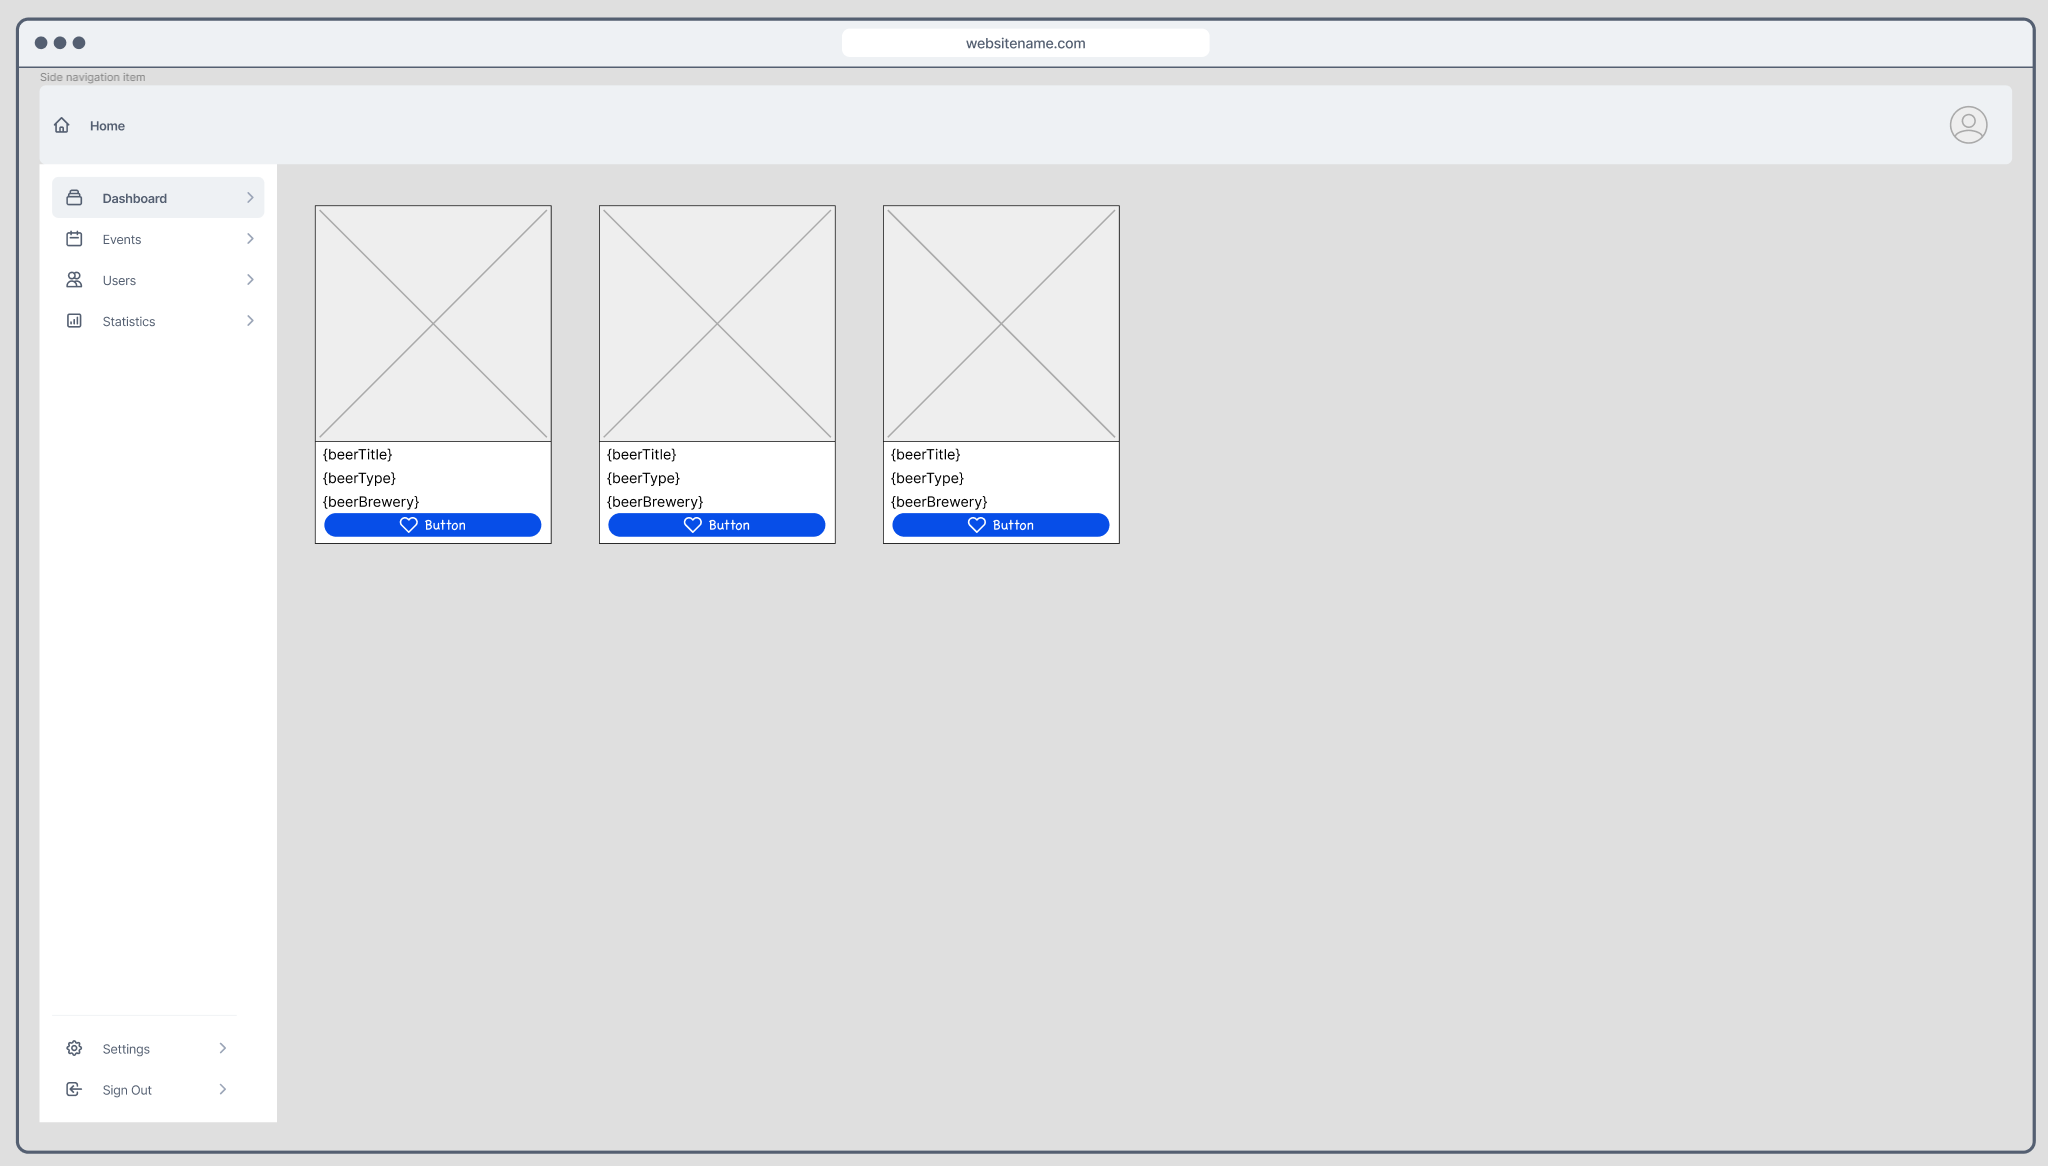 websitename.com
Side navigation item
Home
Dashboard
Events
Users
Statistics
Settings
Sign Out
{beerTitle}
{beerType}
{beerBrewery}
Button
{beerTitle}
{beerType}
{beerBrewery}
Button
{beerTitle}
{beerType}
{beerBrewery}
Button